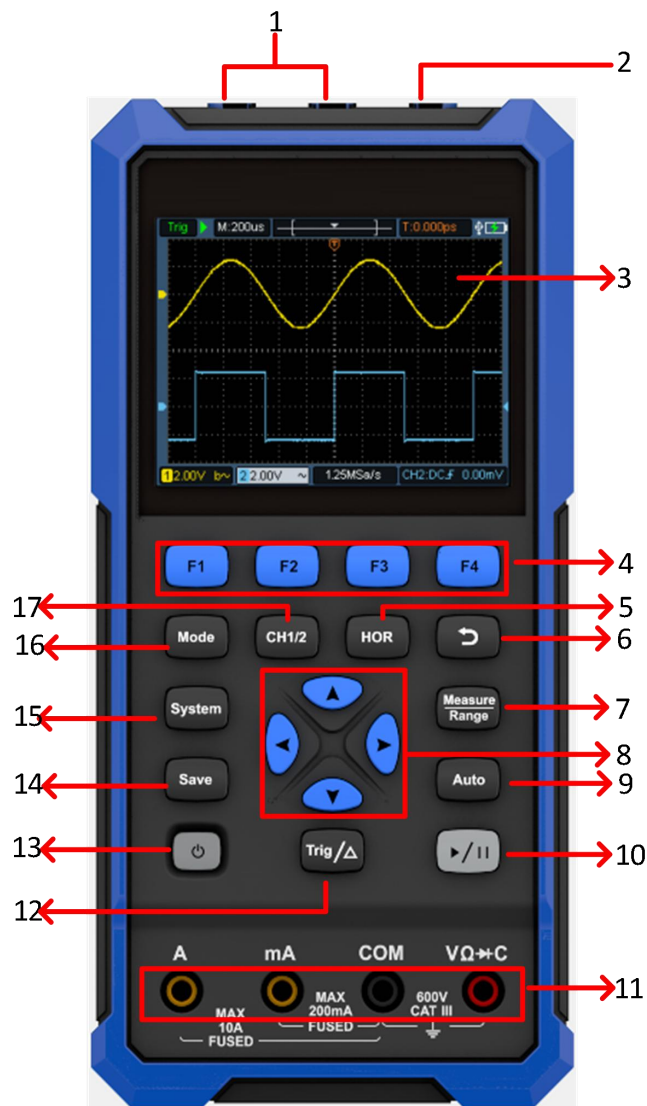 1
2
Trig M:200us T:0.000ps
T
3
1 2.00V b~ 2 2.00V ~ 1.25MSa/s CH2:DC 0.00mV
F1 F2 F3 F4
4
17
5
Mode CH1/2 HOR
16
6
System Measure
Range
15
7
8
Save Auto
14
9
13
Trig/△ ▶/II
10
12
A mA COM VΩC
11
MAX
10A
FUSED
MAX
200mA
FUSED
600V
CAT III